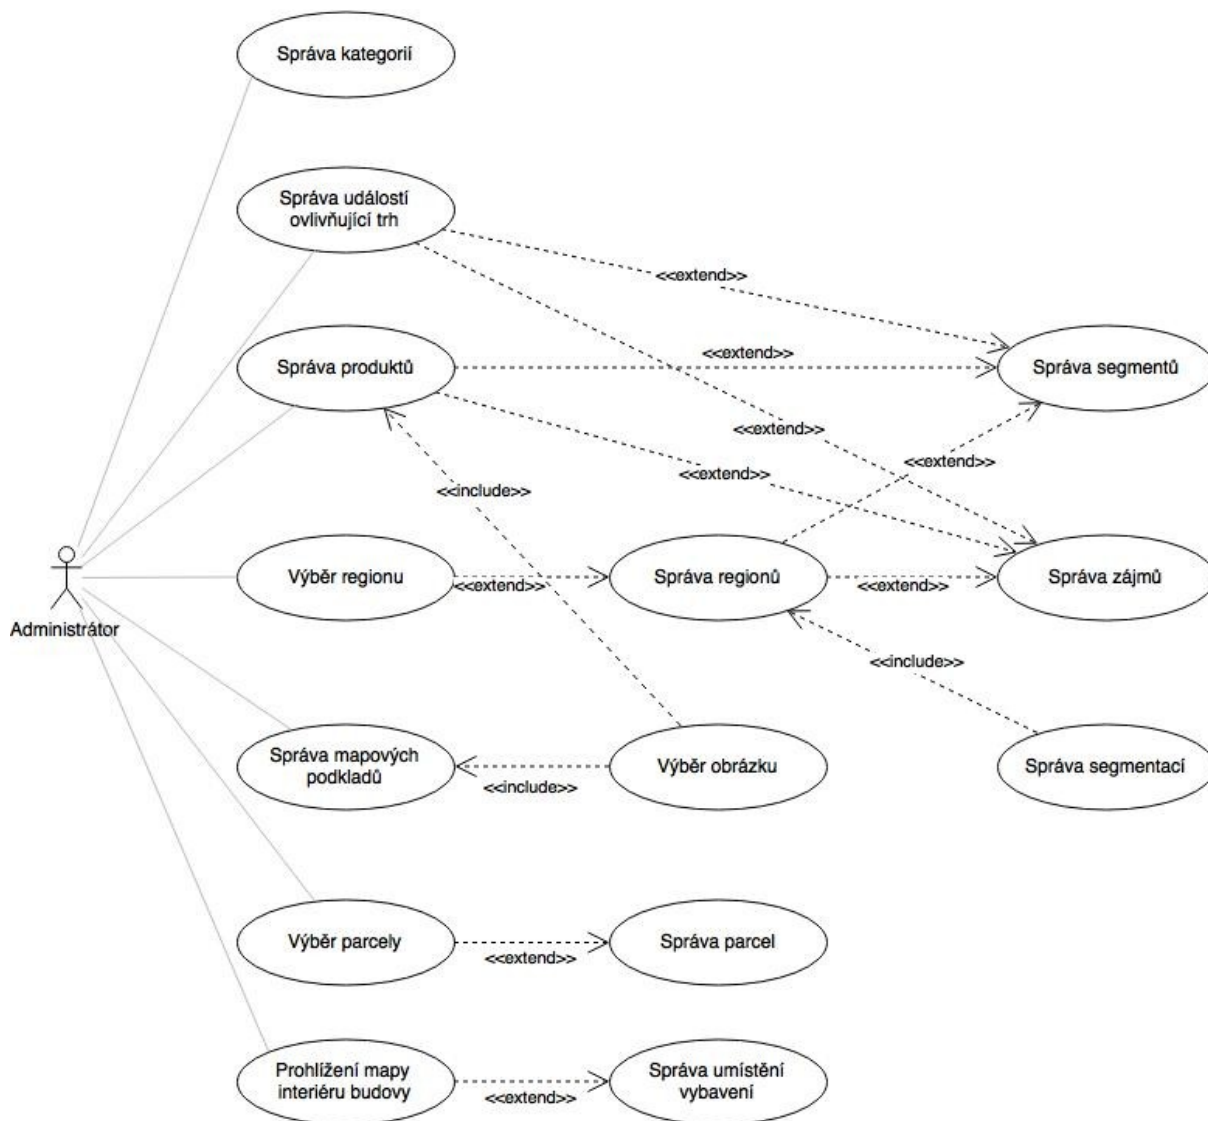 Správa kategorií
Správa událostí
ovlivňující trh
<<extend>>
Správa produktů
<<extend>>
Správa segmentů
<<extend>>
<<extend>>
<<extend>>
<<include>>
Výběr regionu
<<extend>>
Správa regionů
<<extend>>
Správa zájmů
Administrátor
<<include>>
Správa mapových
podkladů
<<include>>
Výběr obrázku
Správa segmentací
Výběr parcely
<<extend>>
Správa parcel
Prohlížení mapy
interiéru budovy
<<extend>>
Správa umístění
vybavení